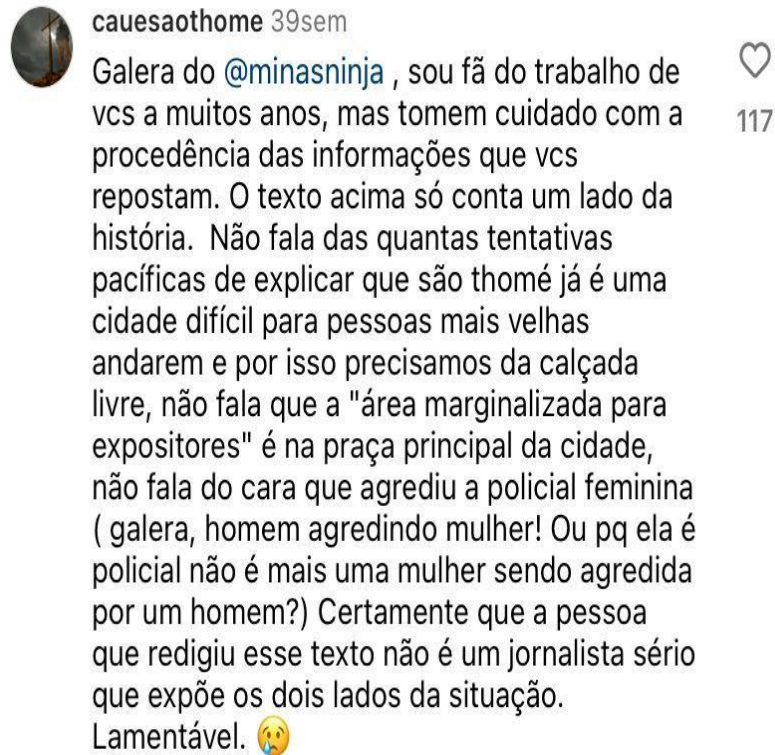 cauesaothome 39sem
Galera do @minasninja , sou fã do trabalho de
vcs a muitos anos, mas tomem cuidado com a
117
procedência das informações que vcs
repostam. O texto acima só conta um lado da
história.  Não fala das quantas tentativas
pacíficas de explicar que são thomé já é uma
cidade difícil para pessoas mais velhas
andarem e por isso precisamos da calçada
livre, não fala que a "área marginalizada para
expositores" é na praça principal da cidade,
não fala do cara que agrediu a policial feminina
( galera, homem agredindo mulher! Ou pq ela é
policial não é mais uma mulher sendo agredida
por um homem?) Certamente que a pessoa
que redigiu esse texto não é um jornalista sério
que expõe os dois lados da situação.
Lamentável. 😢